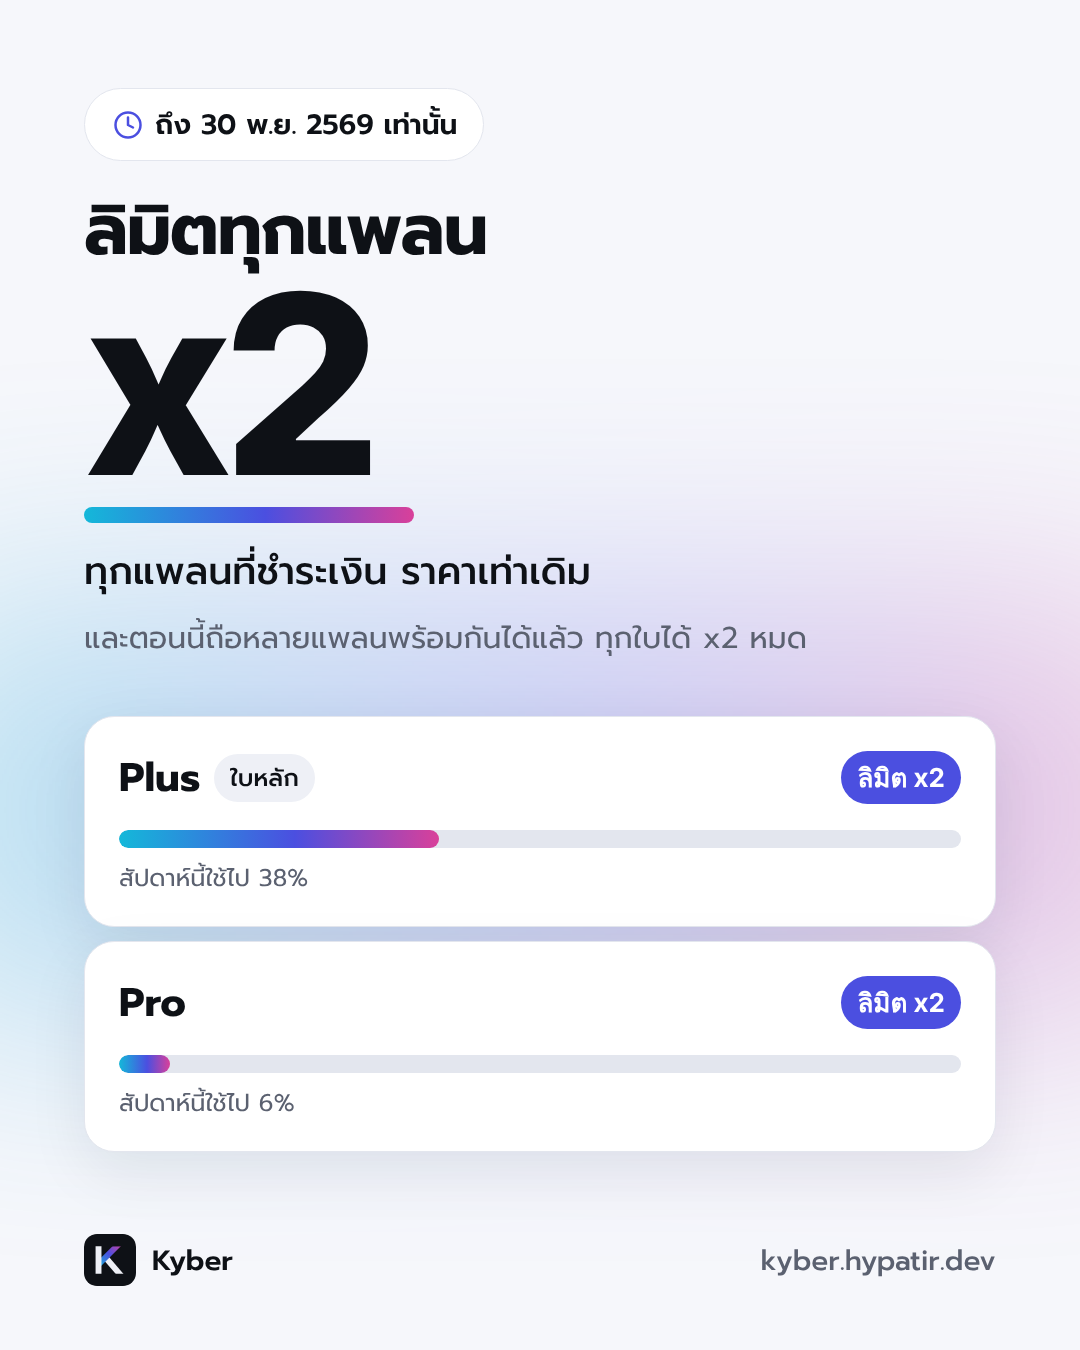 ถึง 30 พ.ย. 2569 เท่านั้น
ลิมิตทุกแพลน
x2
ทุกแพลนที่ชำระเงิน ราคาเท่าเดิม
และตอนนี้ถือหลายแพลนพร้อมกันได้แล้ว ทุกใบได้ x2 หมด
Plus ใบหลัก ลิมิต x2
สัปดาห์นี้ใช้ไป 38%
Pro ลิมิต x2
สัปดาห์นี้ใช้ไป 6%
K Kyber kyber.hypatir.dev